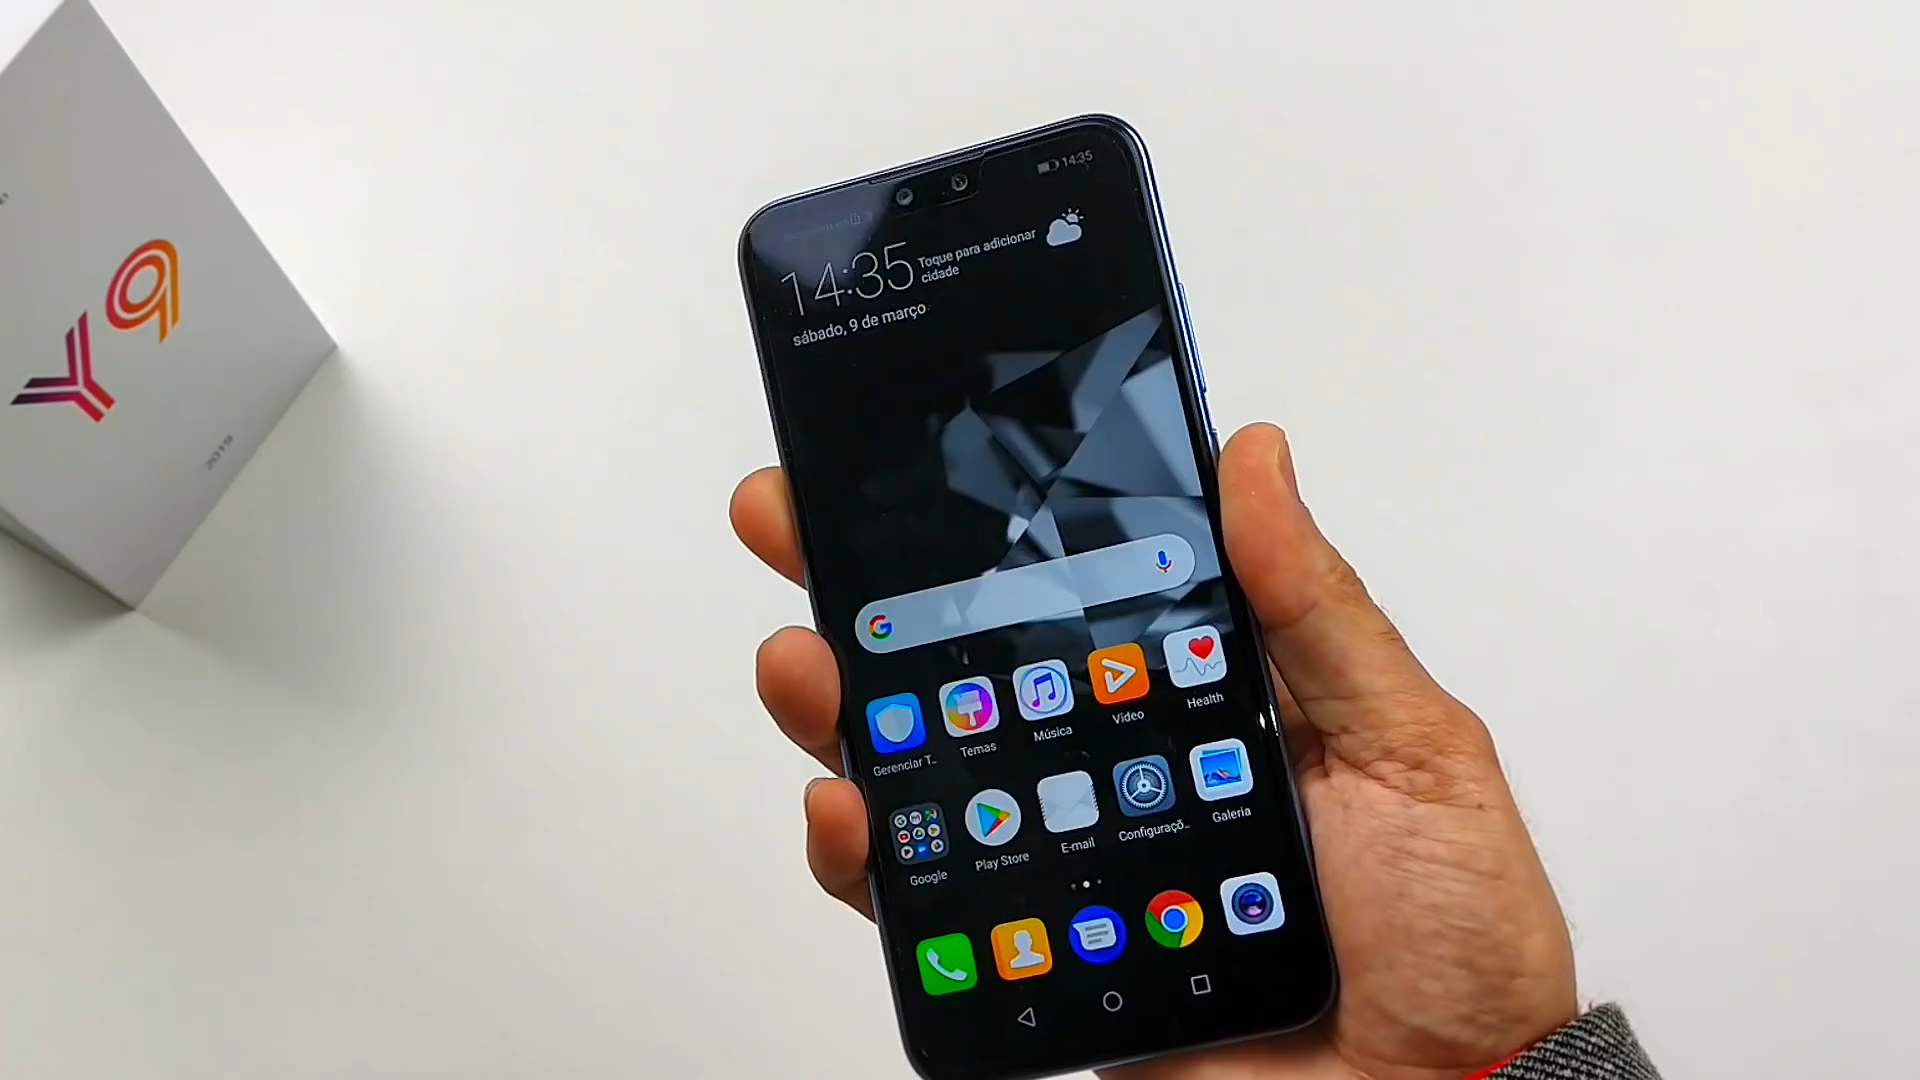 Y9
2019
14:35
14:35
Toque para adicionar
cidade
sábado, 9 de março
Gerenciar T..
Temas
Música
Vídeo
Health
Google
Play Store
E-mail
Configuraçõ..
Galeria